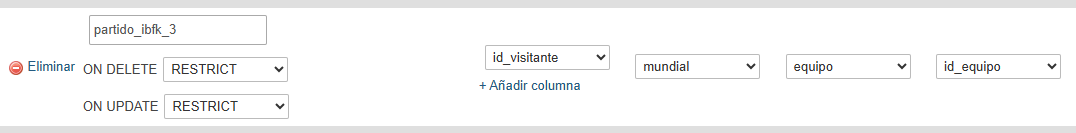 partido_ibfk_3
Eliminar ON DELETE RESTRICT id_visitante mundial equipo id_equipo
+ Añadir columna
ON UPDATE RESTRICT